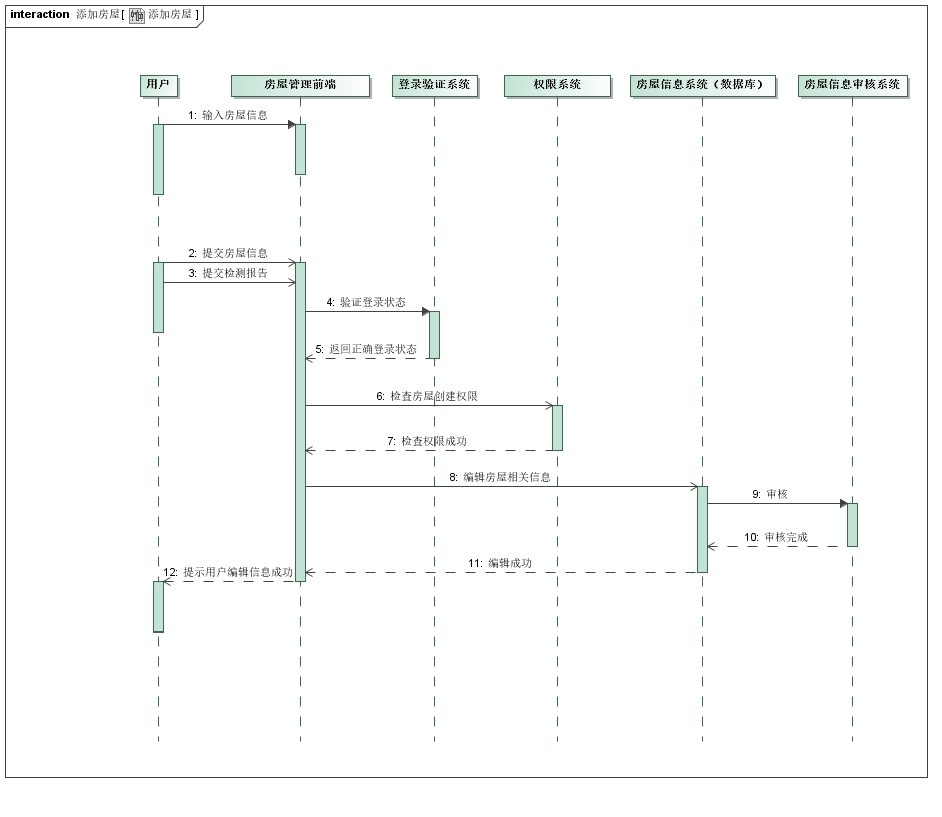 interaction 添加房屋[ 添加房屋 ]
用户 房屋管理前端 登录验证系统 权限系统 房屋信息系统（数据库） 房屋信息审核系统
1: 输入房屋信息
2: 提交房屋信息
3: 提交检测报告
4: 验证登录状态
5: 返回正确登录状态
6: 检查房屋创建权限
7: 检查权限成功
8: 编辑房屋相关信息
9: 审核
10: 审核完成
11: 编辑成功
12: 提示用户编辑信息成功